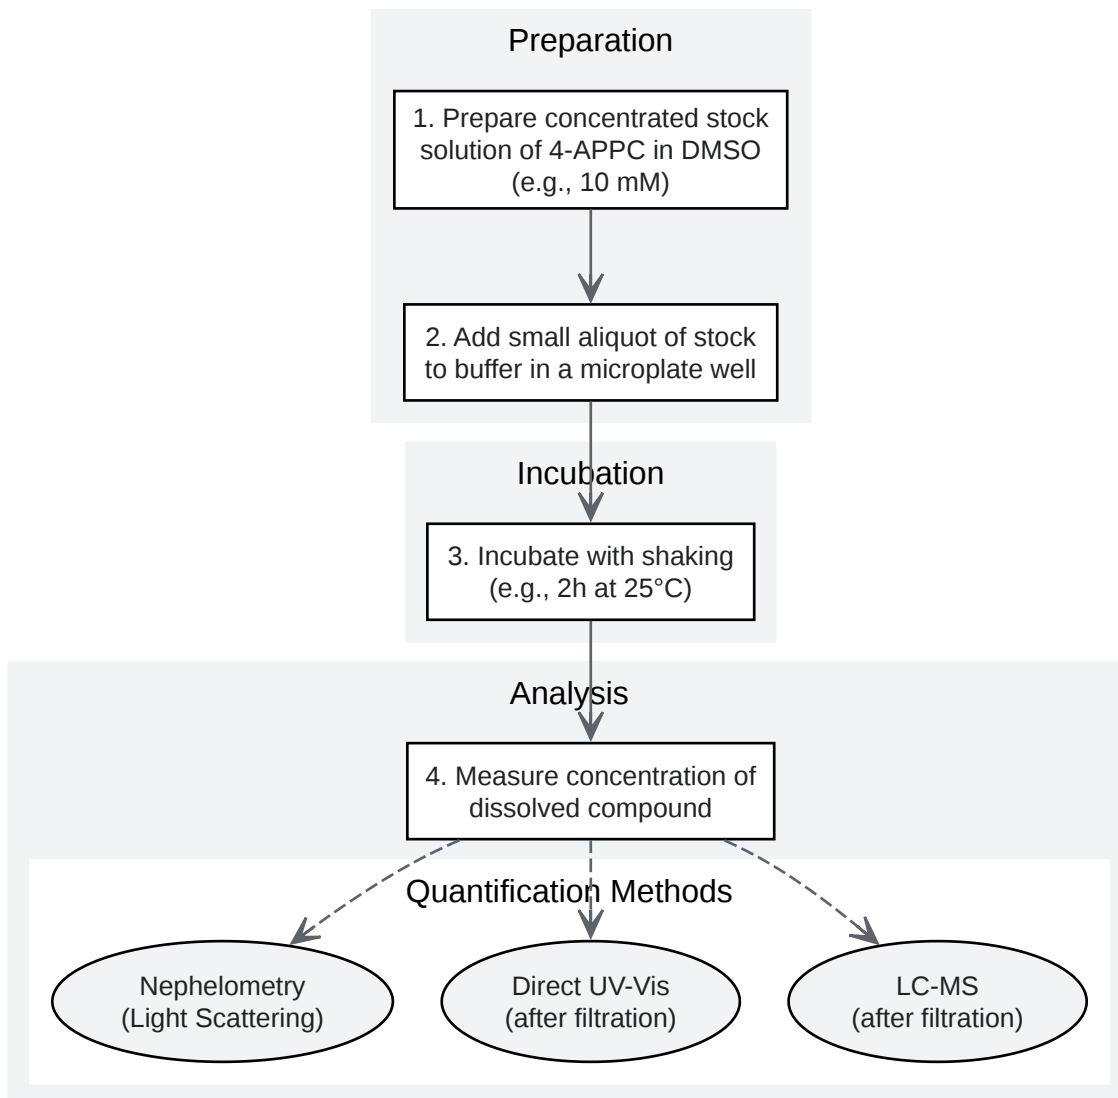 Preparation
1. Prepare concentrated stock
solution of 4-APPC in DMSO
(e.g., 10 mM)
2. Add small aliquot of stock
to buffer in a microplate well
Incubation
3. Incubate with shaking
(e.g., 2h at 25°C)
Analysis
4. Measure concentration of
dissolved compound
Quantification Methods
Nephelometry
(Light Scattering)
Direct UV-Vis
(after filtration)
LC-MS
(after filtration)